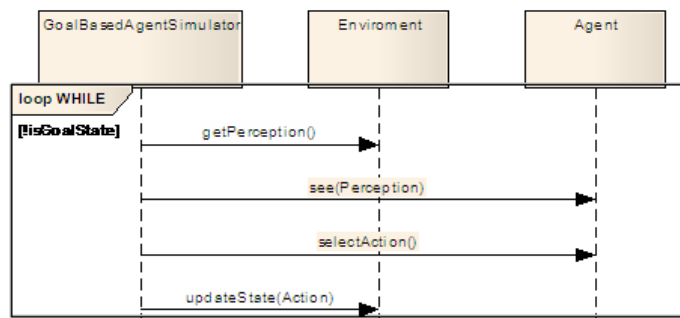 GoalBasedAgentSimulator
Enviroment
Agent
loop WHILE
[!isGoalState]
getPerception()
see(Perception)
selectAction()
updateState(Action)